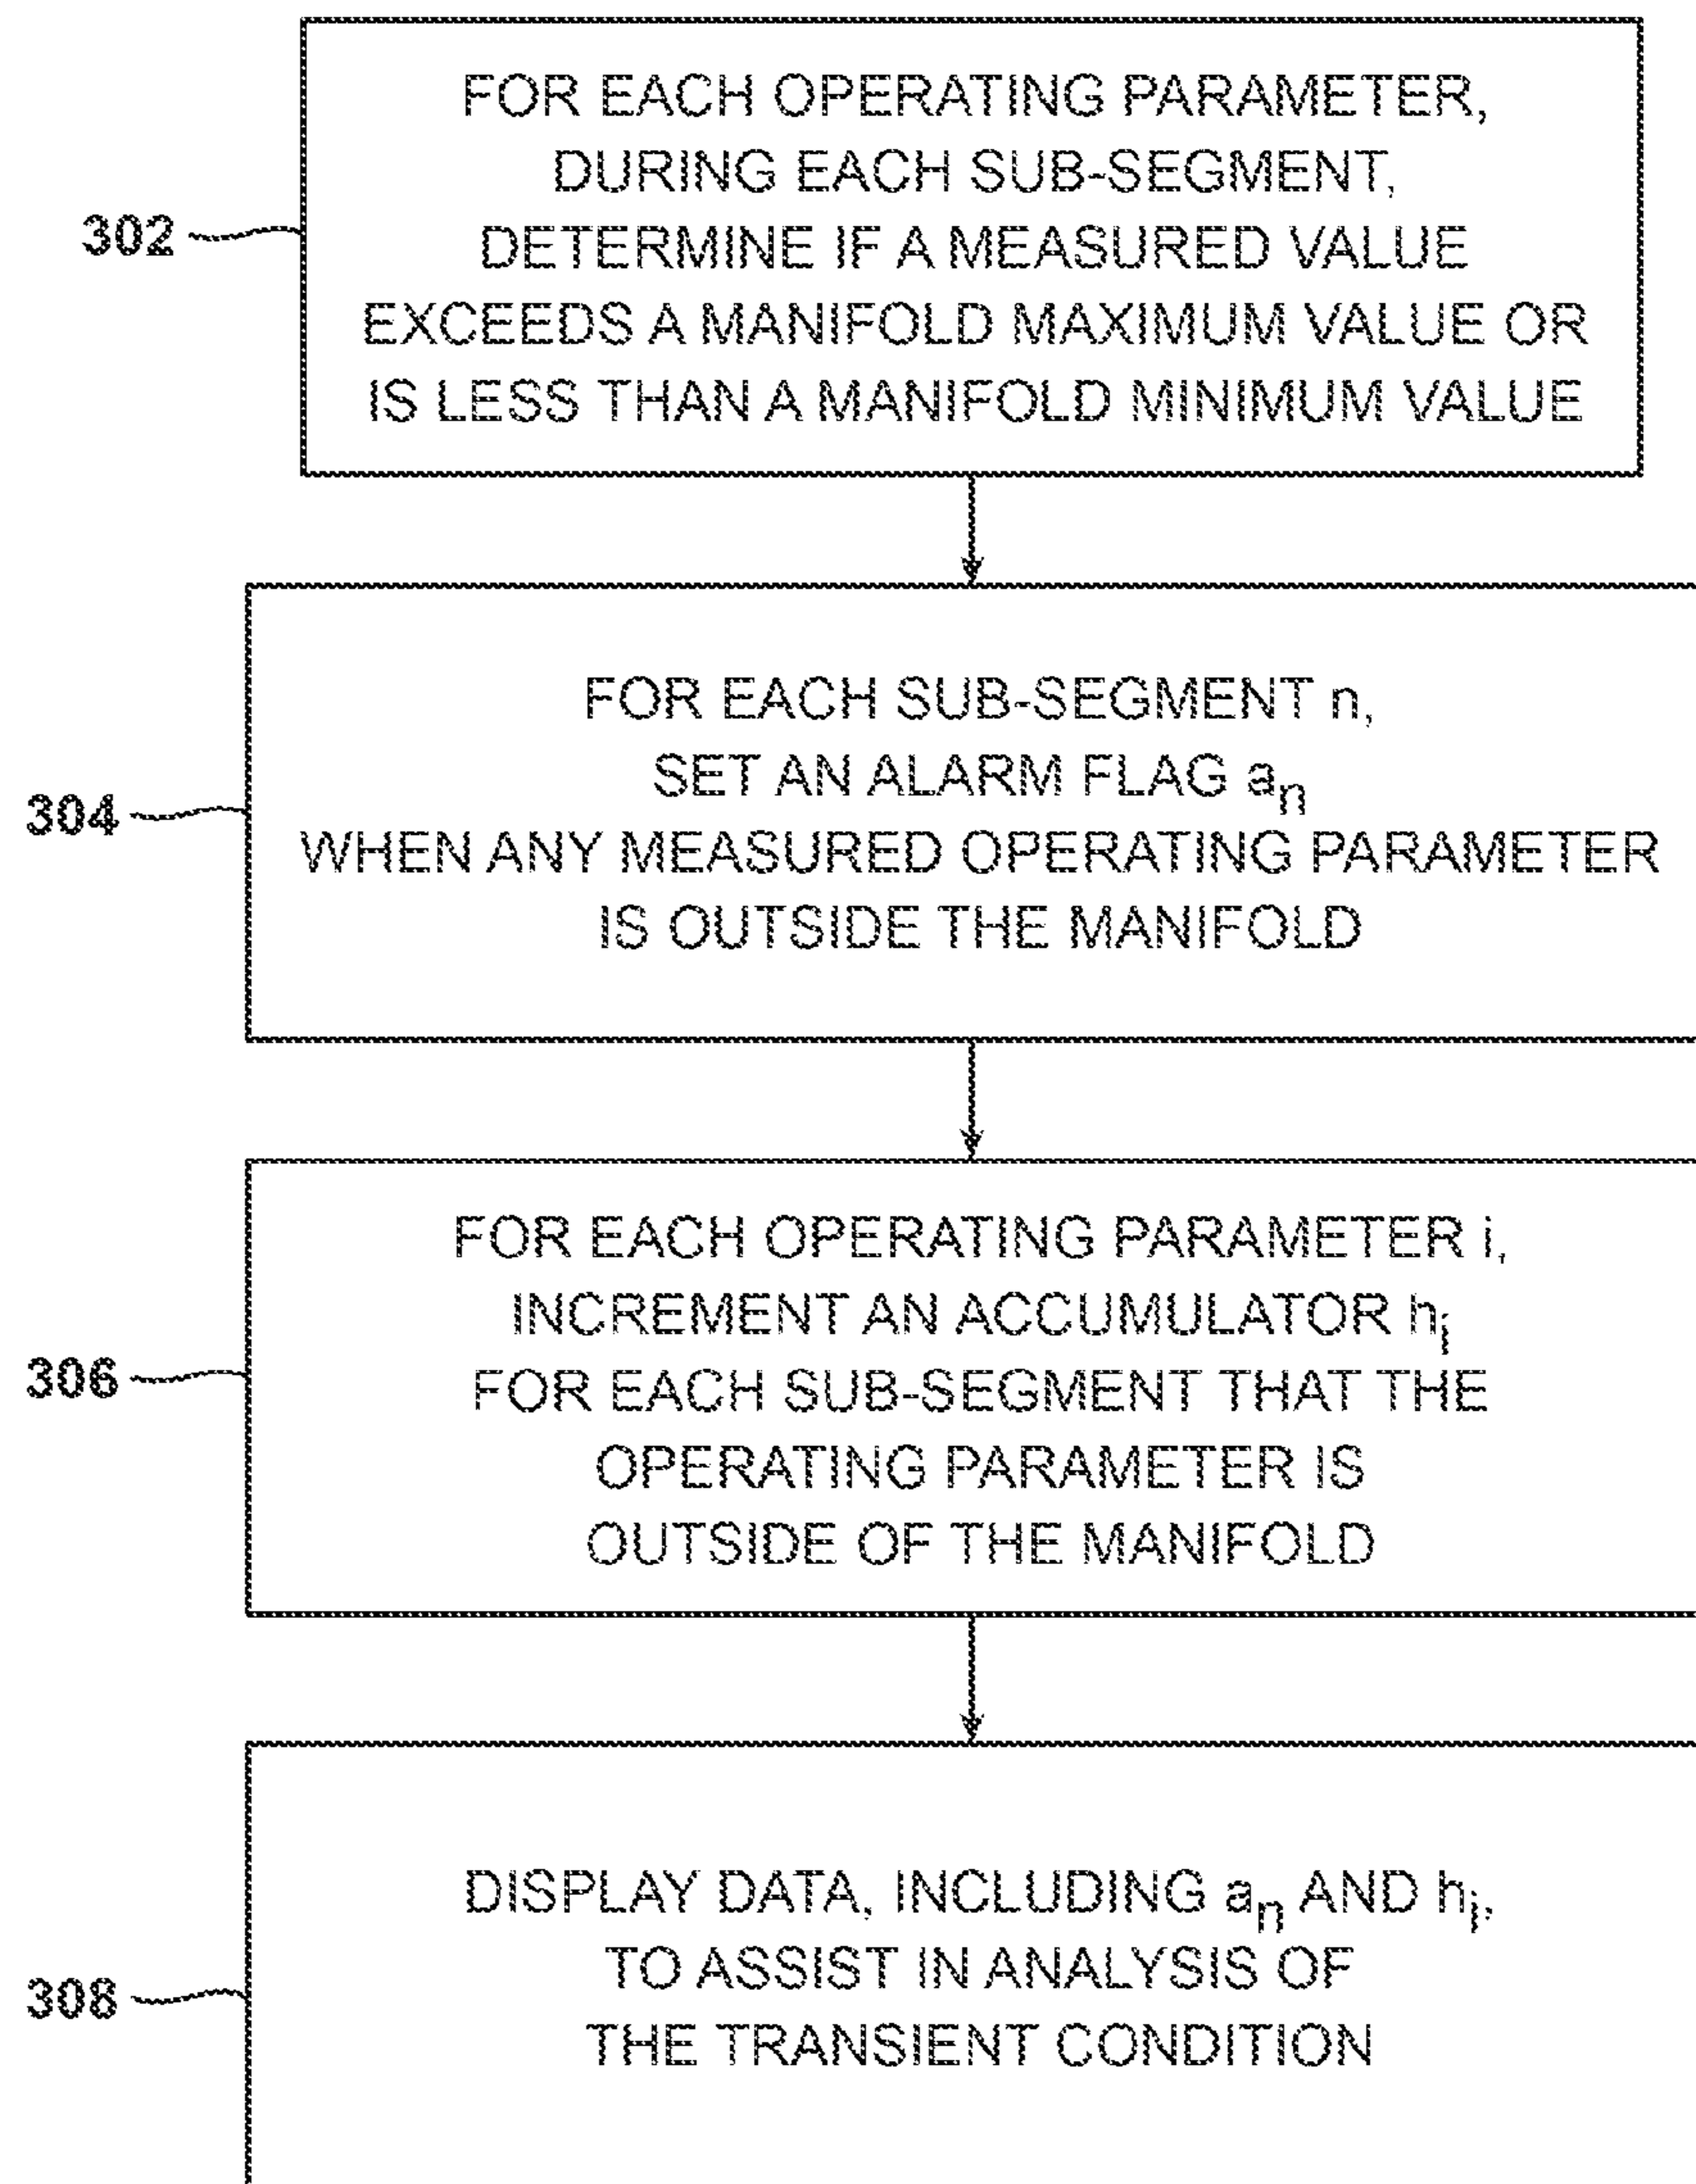 FOR EACH OPERATING PARAMETER,
DURING EACH SUB-SEGMENT,
302
DETERMINE IF A MEASURED VALUE
EXCEEDS A MANIFOLD MAXIMUM VALUE OR
IS LESS THAN A MANIFOLD MINIMUM VALUE
FOR EACH SUB-SEGMENT n,
SET AN ALARM FLAG aₙ
304
WHEN ANY MEASURED OPERATING PARAMETER
IS OUTSIDE THE MANIFOLD
FOR EACH OPERATING PARAMETER i,
INCREMENT AN ACCUMULATOR hᵢ
306
FOR EACH SUB-SEGMENT THAT THE
OPERATING PARAMETER IS
OUTSIDE OF THE MANIFOLD
DISPLAY DATA, INCLUDING aₙ AND hᵢ,
TO ASSIST IN ANALYSIS OF
308
THE TRANSIENT CONDITION